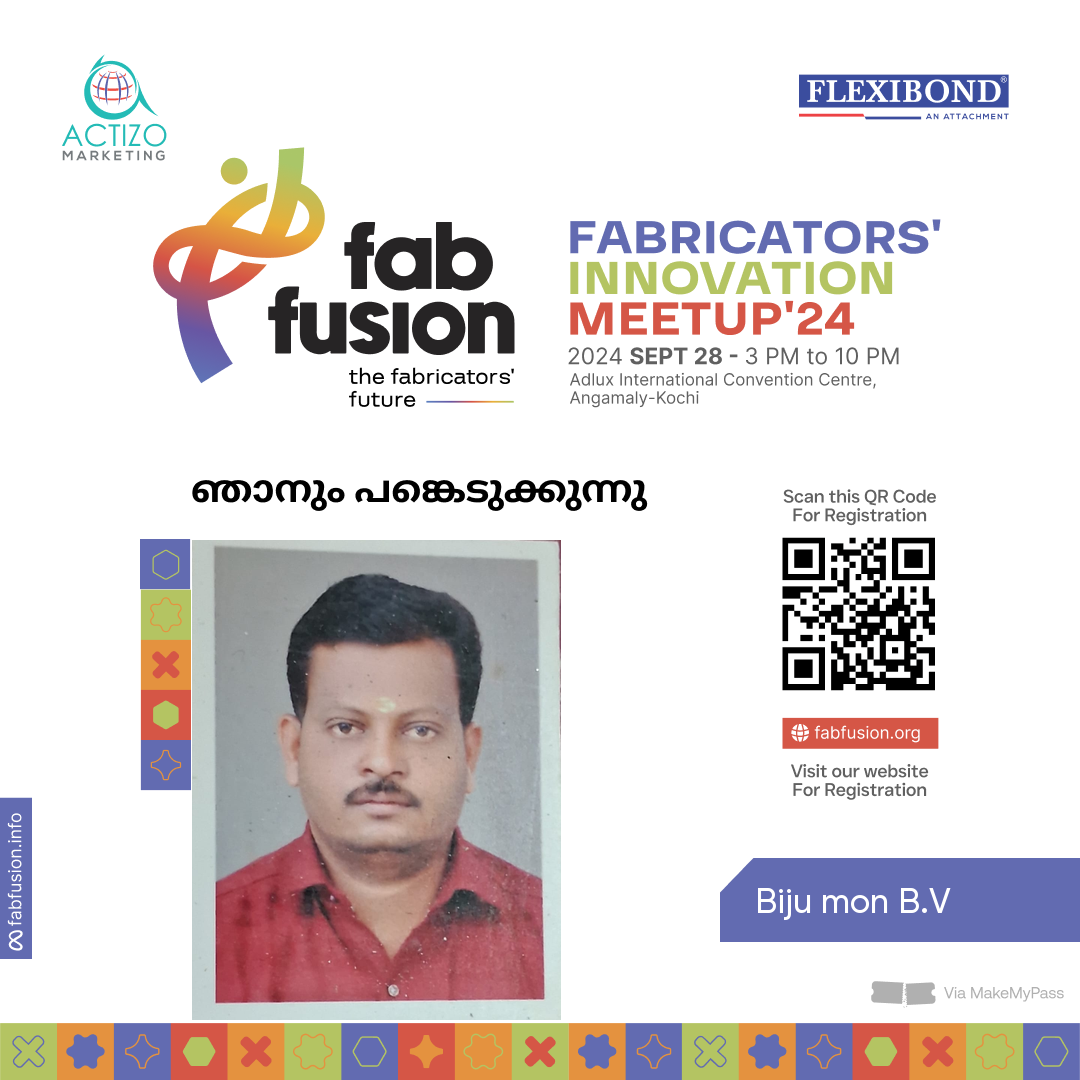 ACTIZO
MARKETING
FLEXIBOND®
AN ATTACHMENT
fab
fusion
the fabricators'
future
FABRICATORS'
INNOVATION
MEETUP'24
2024 SEPT 28 - 3 PM to 10 PM
Adlux International Convention Centre,
Angamaly-Kochi
ഞാനും പങ്കെടുക്കുന്നു
Scan this QR Code
For Registration
fabfusion.org
Visit our website
For Registration
fabfusion.info
Biju mon B.V
Via MakeMyPass